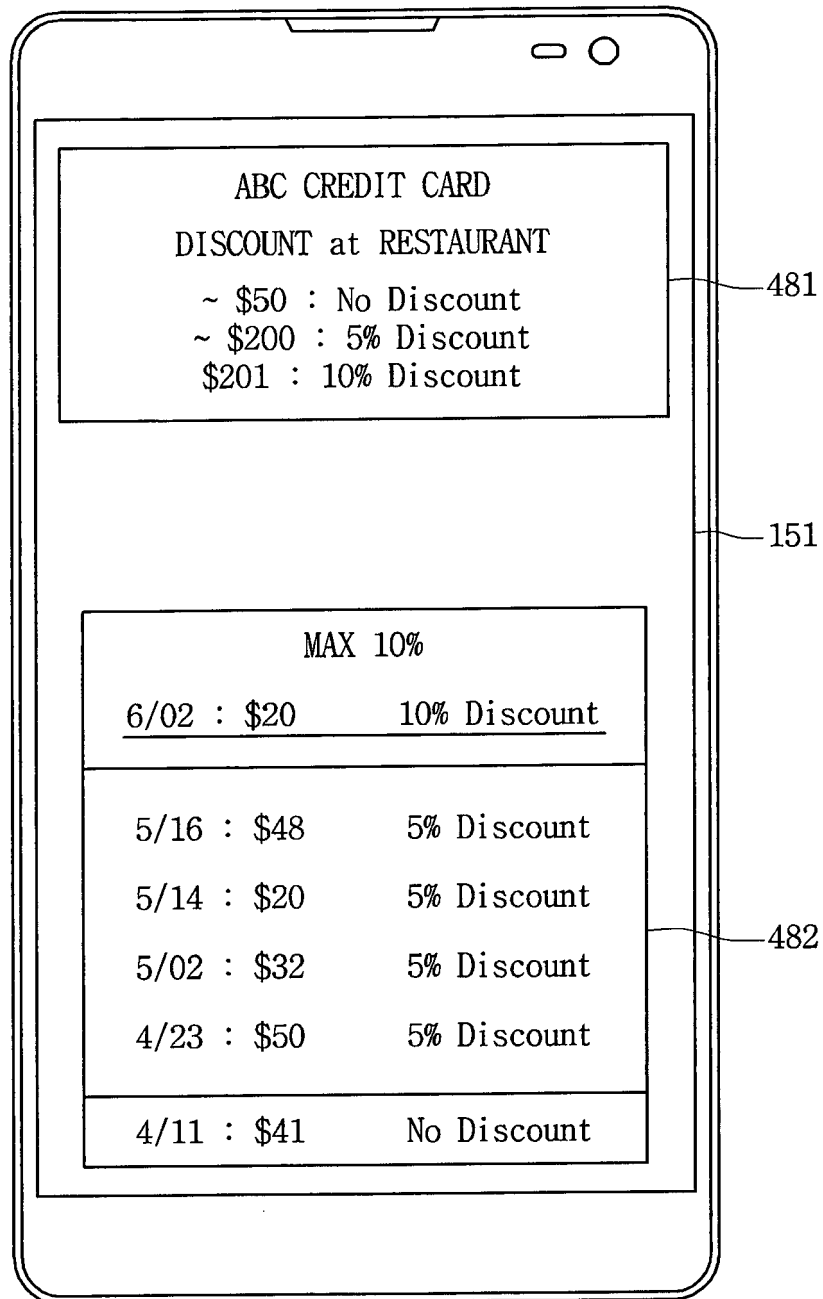 ABC CREDIT CARD
DISCOUNT at RESTAURANT
~ $50 : No Discount
~ $200 : 5% Discount
$201 : 10% Discount
481
151
MAX 10%
6/02 : $20 10% Discount
5/16 : $48 5% Discount
5/14 : $20 5% Discount
482
5/02 : $32 5% Discount
4/23 : $50 5% Discount
4/11 : $41 No Discount